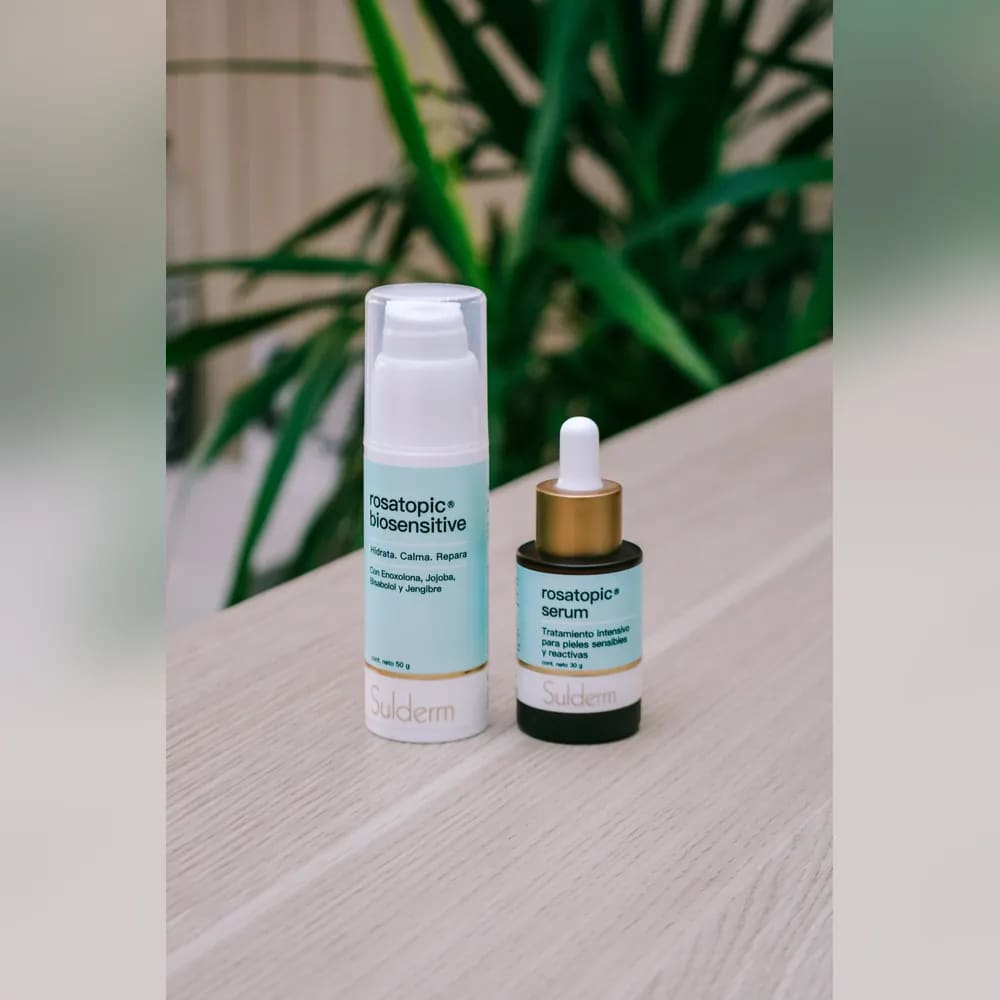 rosatopic®
biosensitive
Hidrata. Calma. Repara
Con Enoxolona, Jojoba,
Bisabolol y Jengibre
cont. neto 50 g
Sulderm
rosatopic®
serum
Tratamiento intensivo
para pieles sensibles
y reactivas
cont. neto 30 g
Sulderm